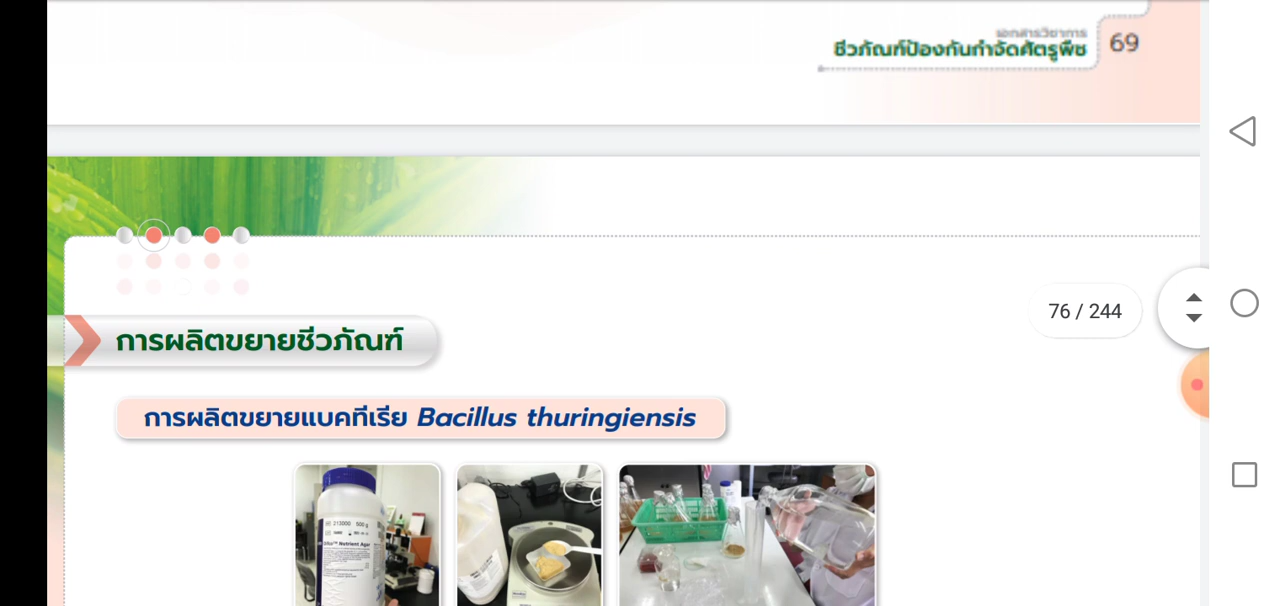 เอกสารวิชาการ
ชีวภัณฑ์ป้องกันกำจัดศัตรูพืช
69
76 / 244
การผลิตขยายชีวภัณฑ์
การผลิตขยายแบคทีเรีย Bacillus thuringiensis
213000 500 g
Nutrient Agar